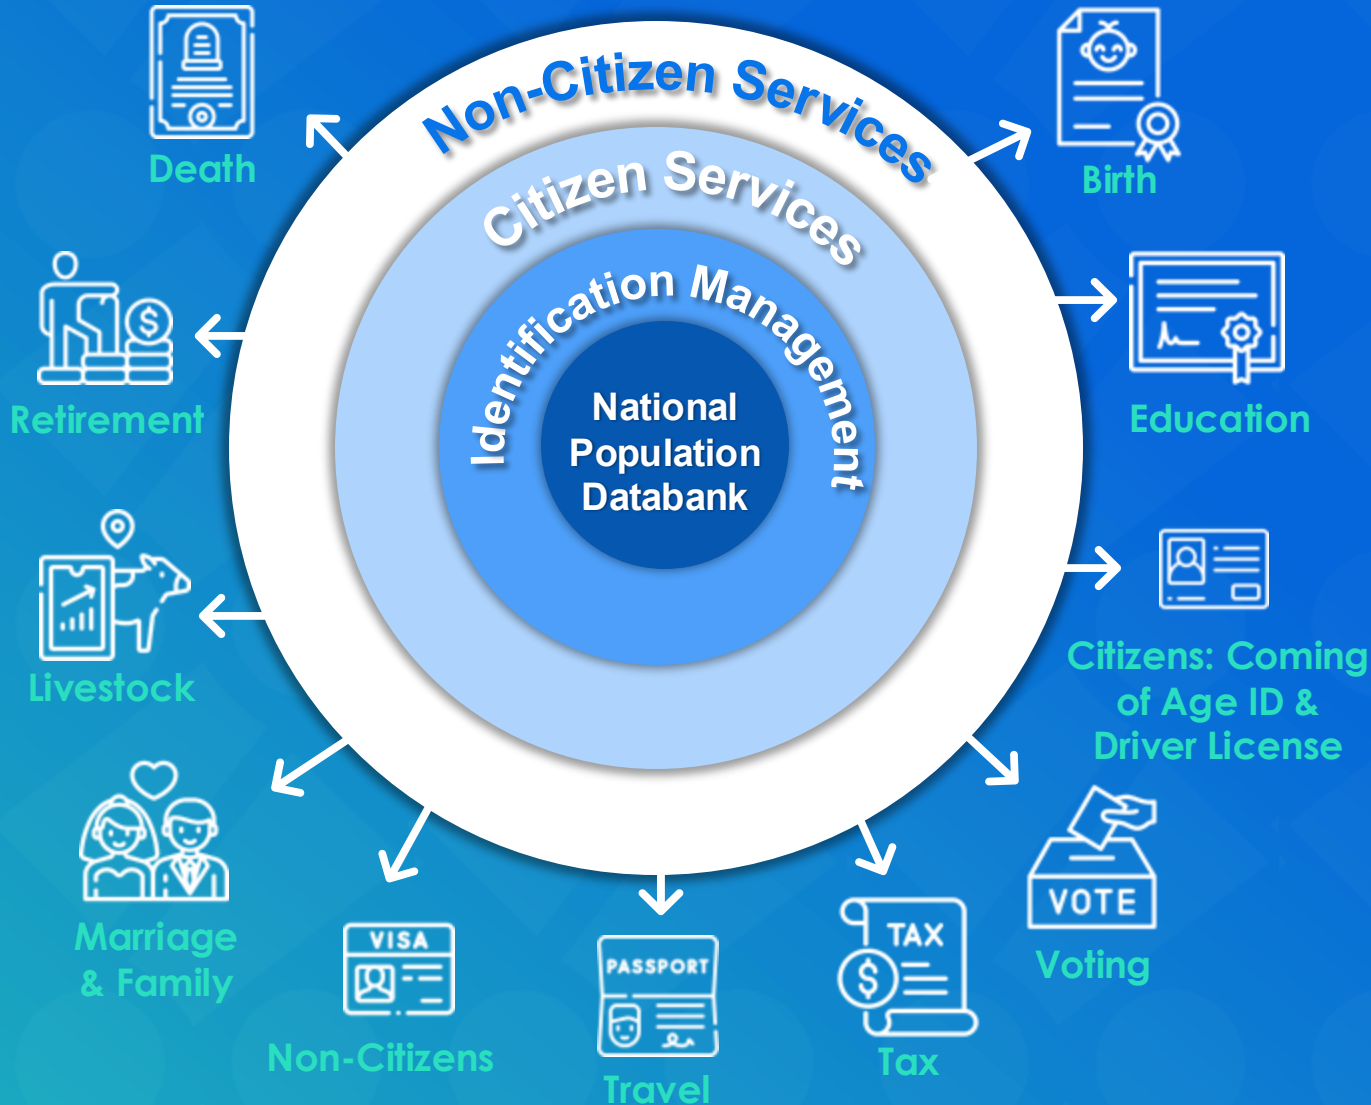 Non-Citizen Services
Citizen Services
Identification Management
National
Population
Databank
Birth
Education
Citizens: Coming
of Age ID &
Driver License
VOTE
Voting
TAX
Tax
PASSPORT
Travel
VISA
Non-Citizens
Marriage
& Family
Livestock
Retirement
Death